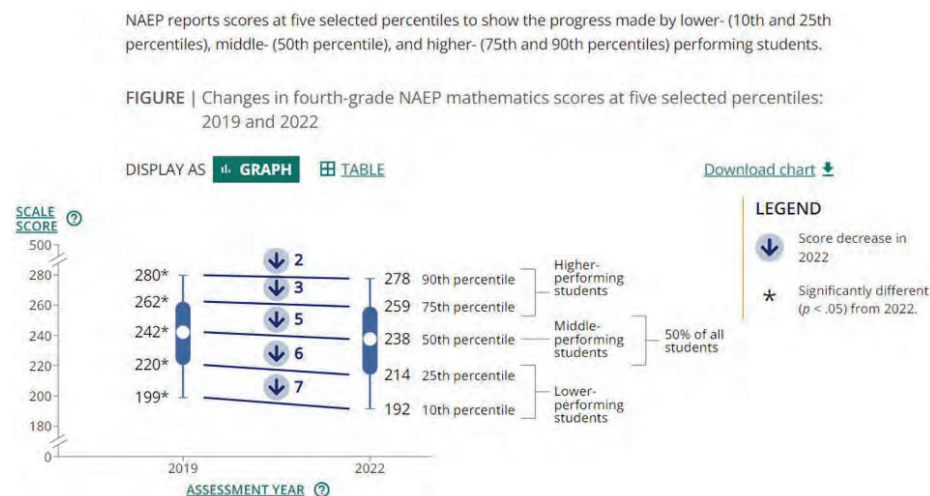 NAEP reports scores at five selected percentiles to show the progress made by lower- (10th and 25th
percentiles), middle- (50th percentile), and higher- (75th and 90th percentiles) performing students.
FIGURE | Changes in fourth-grade NAEP mathematics scores at five selected percentiles:
2019 and 2022
DISPLAY AS GRAPH TABLE Download chart
SCALE
SCORE ?
500
280
260
240
220
200
180
0
280*
262*
242*
220*
199*
2
3
5
6
7
278 90th percentile
259 75th percentile
238 50th percentile
214 25th percentile
192 10th percentile
Higher-
performing
students
Middle-
performing
students
Lower-
performing
students
50% of all
students
2019 2022
ASSESSMENT YEAR ?
LEGEND
Score decrease in
2022
* Significantly different
(p < .05) from 2022.